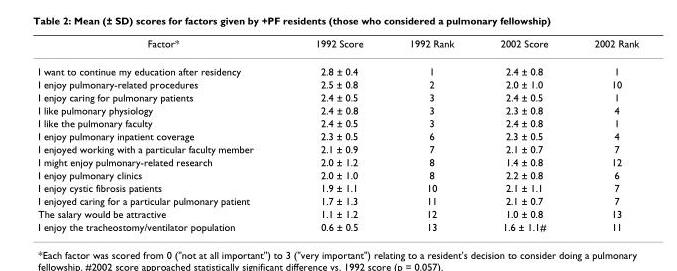 Table 2: Mean (± SD) scores for factors given by +PF residents (those who considered a pulmonary fellowship)
Factor* 1992 Score 1992 Rank 2002 Score 2002 Rank
I want to continue my education after residency 2.8 ± 0.4 1 2.4 ± 0.8 1
I enjoy pulmonary-related procedures 2.5 ± 0.8 2 2.0 ± 1.0 10
I enjoy caring for pulmonary patients 2.4 ± 0.5 3 2.4 ± 0.5 1
I like pulmonary physiology 2.4 ± 0.8 3 2.3 ± 0.8 4
I like the pulmonary faculty 2.4 ± 0.5 3 2.4 ± 0.8 1
I enjoy pulmonary inpatient coverage 2.3 ± 0.5 6 2.3 ± 0.5 4
I enjoyed working with a particular faculty member 2.1 ± 0.9 7 2.1 ± 0.7 7
I might enjoy pulmonary-related research 2.0 ± 1.2 8 1.4 ± 0.8 12
I enjoy pulmonary clinics 2.0 ± 1.0 8 2.2 ± 0.8 6
I enjoy cystic fibrosis patients 1.9 ± 1.1 10 2.1 ± 1.1 7
I enjoyed caring for a particular pulmonary patient 1.7 ± 1.3 11 2.1 ± 0.7 7
The salary would be attractive 1.1 ± 1.2 12 1.0 ± 0.8 13
I enjoy the tracheostomy/ventilator population 0.6 ± 0.5 13 1.6 ± 1.1# 11
*Each factor was scored from 0 ("not at all important") to 3 ("very important") relating to a resident's decision to consider doing a pulmonary
fellowship. #2002 score approached statistically significant difference vs. 1992 score (p = 0.057).